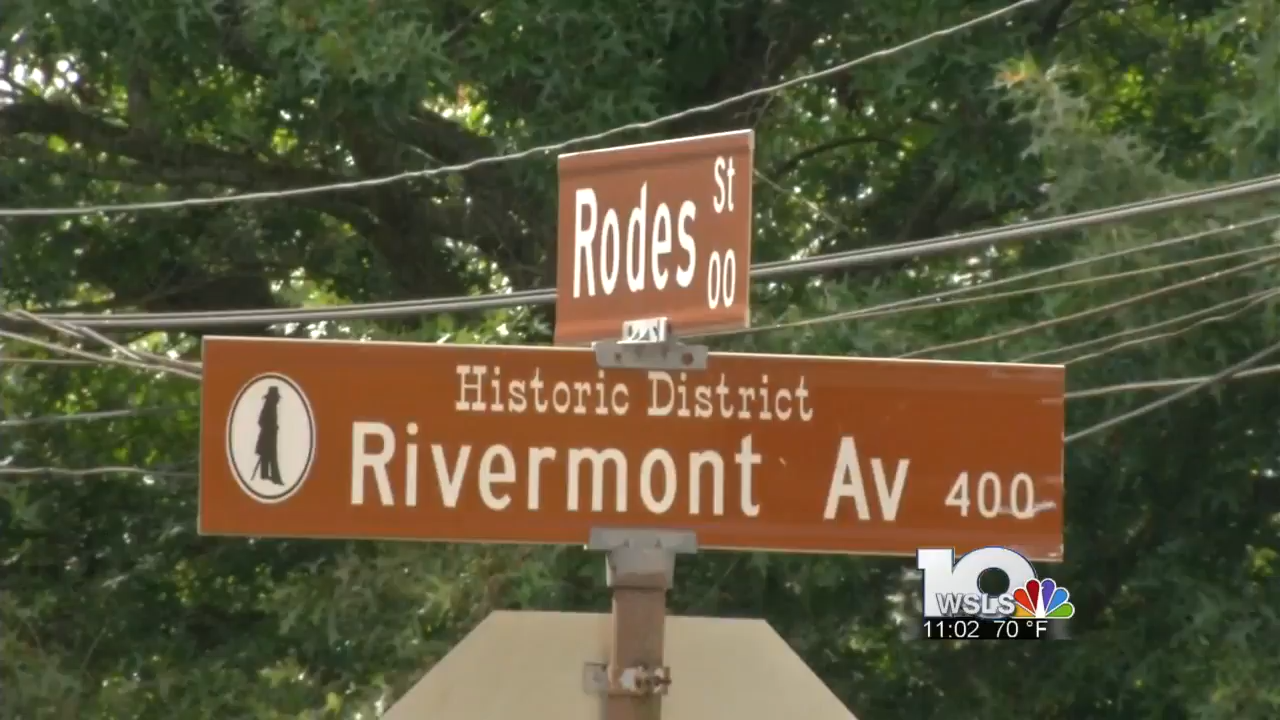 Rodes St
00
Historic District
Rivermont Av 400
10
WSLS
11:02 70 °F